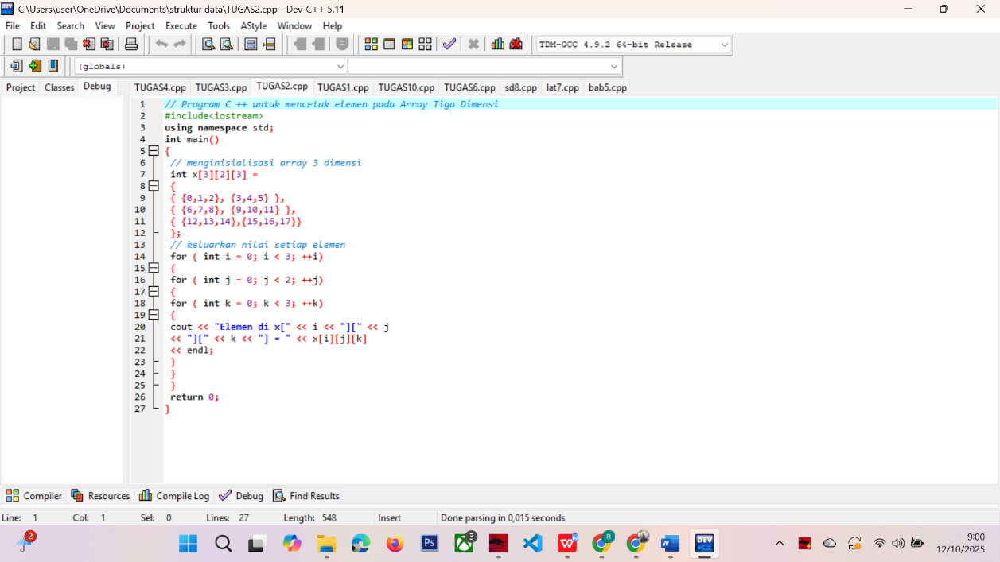 C:\Users\user\OneDrive\Documents\struktur data\TUGAS2.cpp - Dev-C++ 5.11
File Edit Search View Project Execute Tools AStyle Window Help
TDM-GCC 4.9.2 64-bit Release
(globals)
Project Classes Debug TUGAS4.cpp TUGAS3.cpp TUGAS2.cpp TUGAS1.cpp TUGAS10.cpp TUGAS6.cpp sd8.cpp lat7.cpp bab5.cpp
1 // Program C ++ untuk mencetak elemen pada Array Tiga Dimensi
2 #include<iostream>
3 using namespace std;
4 int main()
5 {
6 // menginisialisasi array 3 dimensi
7 int x[3][2][3] =
8 {
9 { {0,1,2}, {3,4,5} },
10 { {6,7,8}, {9,10,11} },
11 { {12,13,14},{15,16,17}}
12 };
13 // keluarkan nilai setiap elemen
14 for ( int i = 0; i < 3; ++i)
15 {
16 for ( int j = 0; j < 2; ++j)
17 {
18 for ( int k = 0; k < 3; ++k)
19 {
20 cout << "Elemen di x[" << i << "][" << j
21 << "][" << k << "] = " << x[i][j][k]
22 << endl;
23 }
24 }
25 }
26 return 0;
27 }
Compiler Resources Compile Log Debug Find Results
Line: 1 Col: 1 Sel: 0 Lines: 27 Length: 548 Insert Done parsing in 0,015 seconds
2 Ps 3 W R W DEV 9:00
12/10/2025